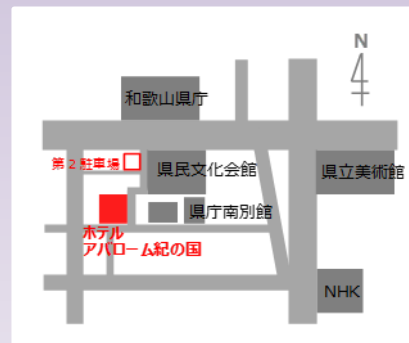 N
和歌山県庁
第2駐車場
県民文化会館
県立美術館
県庁南別館
ホテル
アバローム紀の国
NHK